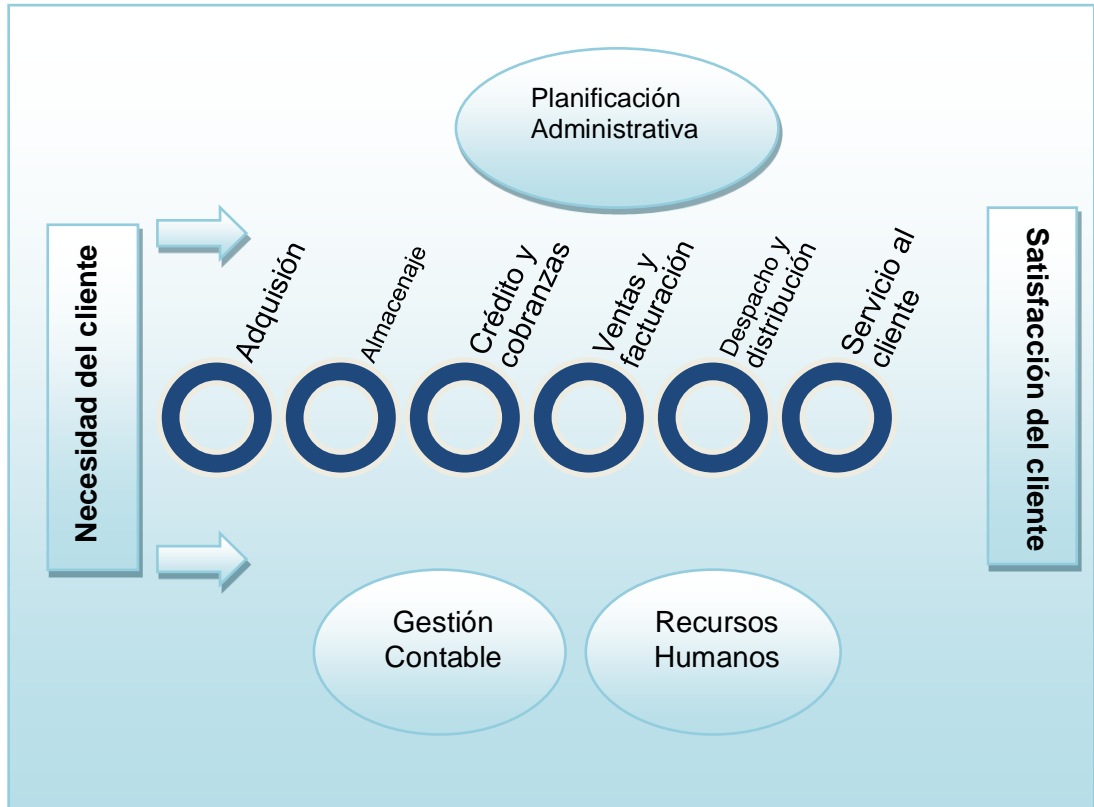 Planificación
Administrativa
Necesidad del cliente
Adquisión
Almacenaje
Crédito y
cobranzas
Ventas y
facturación
Despacho y
distribución
Servicio al
cliente
Satisfacción del cliente
Gestión
Contable
Recursos
Humanos